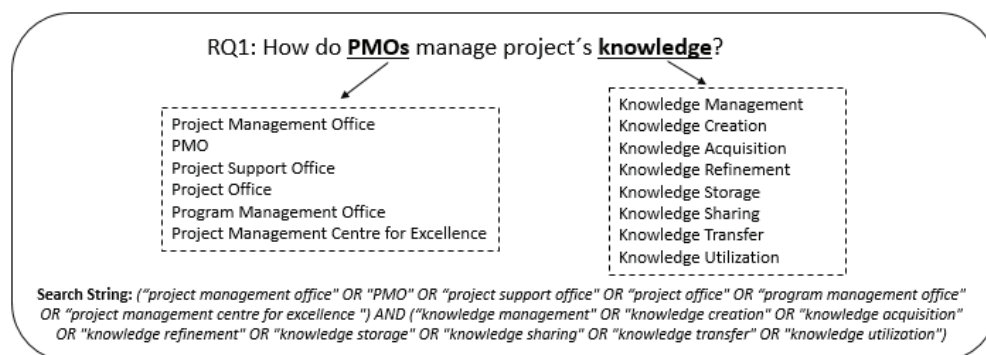 RQ1: How do PMOs manage project´s knowledge?
Project Management Office
PMO
Project Support Office
Project Office
Program Management Office
Project Management Centre for Excellence
Knowledge Management
Knowledge Creation
Knowledge Acquisition
Knowledge Refinement
Knowledge Storage
Knowledge Sharing
Knowledge Transfer
Knowledge Utilization
Search String: (“project management office" OR "PMO" OR “project support office" OR “project office" OR “program management office"
OR “project management centre for excellence ") AND (“knowledge management" OR "knowledge creation" OR “knowledge acquisition"
OR "knowledge refinement" OR “knowledge storage" OR “knowledge sharing" OR “knowledge transfer" OR "knowledge utilization")